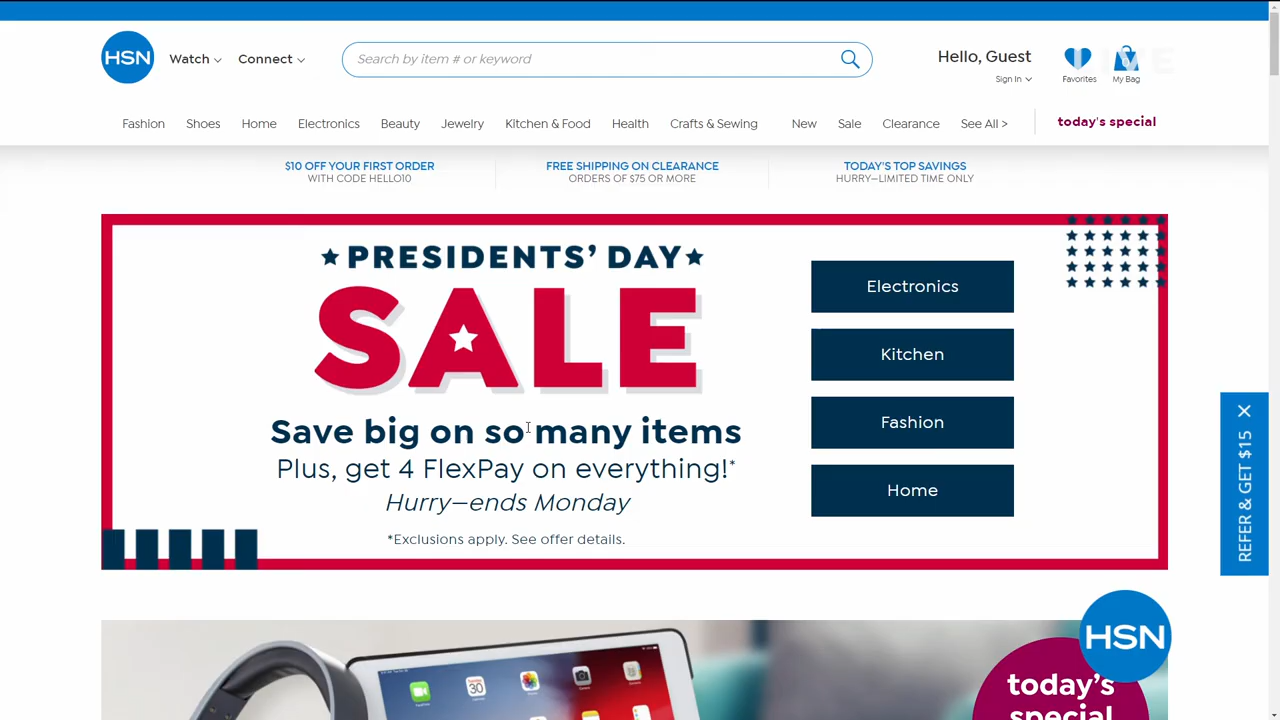 HSN
Watch
Connect
Search by item # or keyword
Hello, Guest
Sign In
Favorites
My Bag
Fashion
Shoes
Home
Electronics
Beauty
Jewelry
Kitchen & Food
Health
Crafts & Sewing
New
Sale
Clearance
See All >
today's special
$10 OFF YOUR FIRST ORDER
WITH CODE HELLO10
FREE SHIPPING ON CLEARANCE
ORDERS OF $75 OR MORE
TODAY'S TOP SAVINGS
HURRY—LIMITED TIME ONLY
PRESIDENTS' DAY
SALE
Save big on so many items
Plus, get 4 FlexPay on everything!*
Hurry—ends Monday
*Exclusions apply. See offer details.
Electronics
Kitchen
Fashion
Home
REFER & GET $15
HSN
today's
special